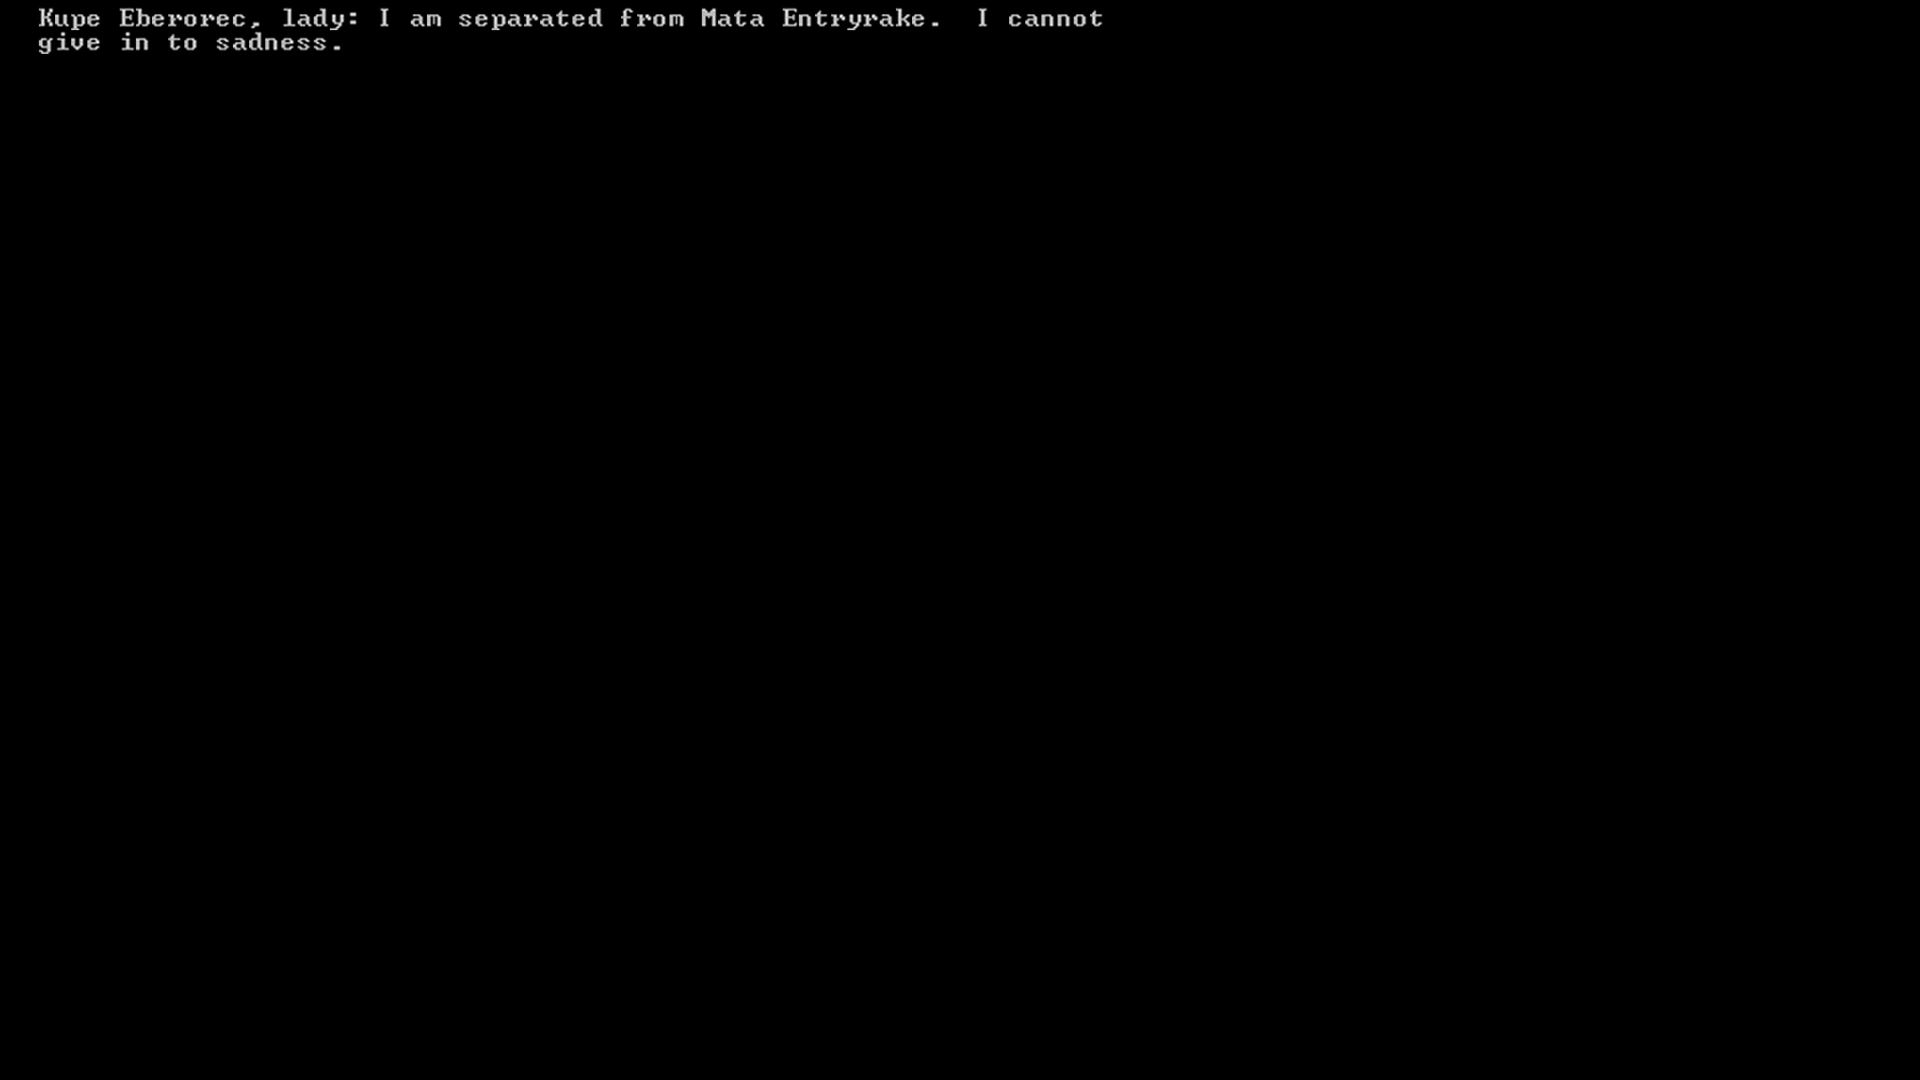 Kupe Eberorec, lady: I am separated from Mata Entryrake.  I cannot
give in to sadness.